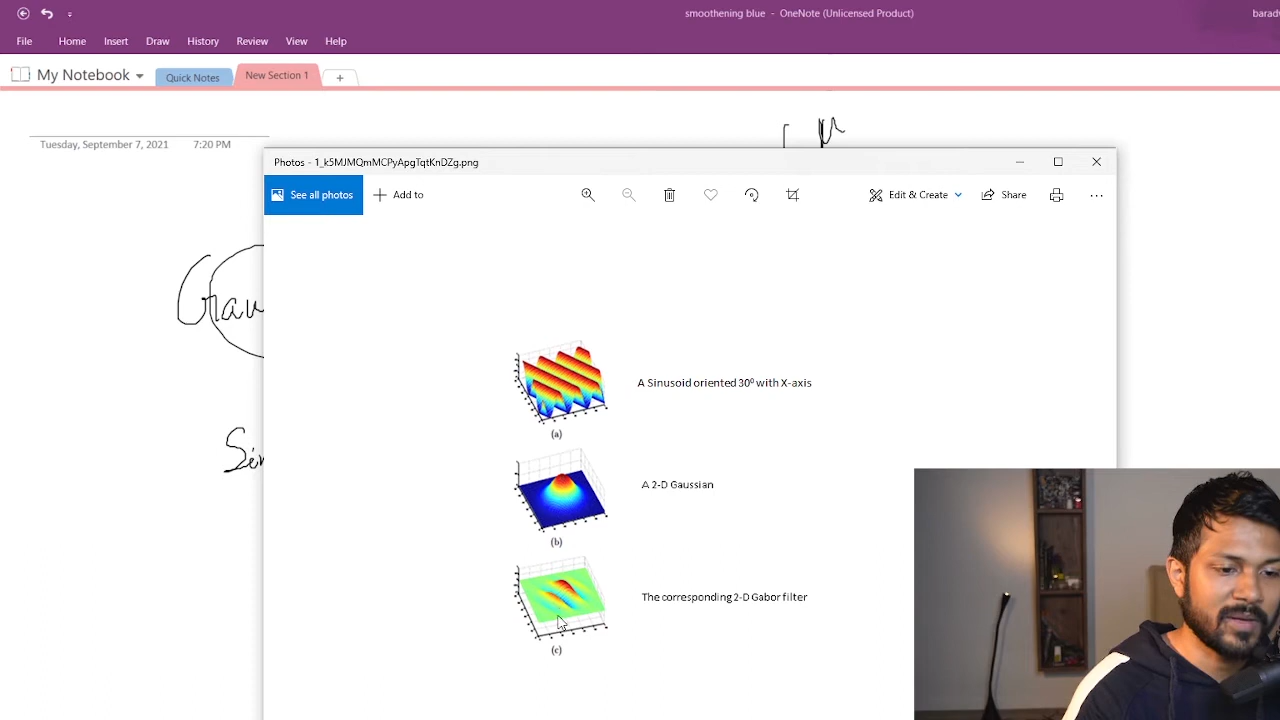 smoothening blue - OneNote (Unlicensed Product)
File Home Insert Draw History Review View Help
My Notebook Quick Notes New Section 1 +
Tuesday, September 7, 2021 7:20 PM
Photos - 1_k5MJMQmMCPyApgTqtKnDZg.png
See all photos + Add to Edit & Create Share
A Sinusoid oriented 30⁰ with X-axis
(a)
A 2-D Gaussian
(b)
The corresponding 2-D Gabor filter
(c)